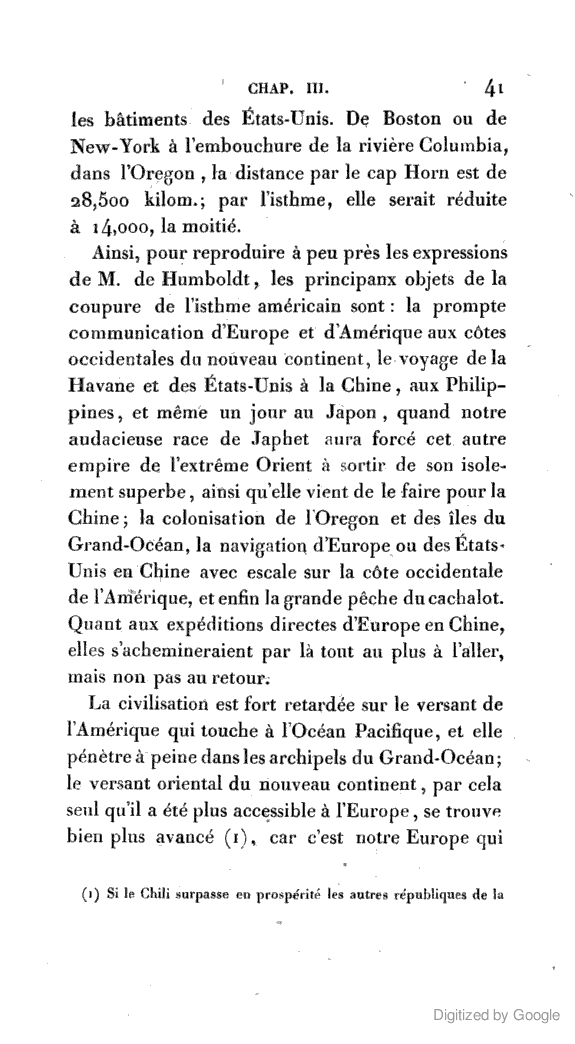 CHAP. III. 41
les bâtiments des États-Unis. De Boston ou de
New-York à l'embouchure de la rivière Columbia,
dans l'Oregon , la distance par le cap Horn est de
28,500 kilom.; par l'isthme, elle serait réduite
à 14,000, la moitié.
Ainsi, pour reproduire à peu près les expressions
de M. de Humboldt, les principanx objets de la
coupure de l'isthme américain sont : la prompte
communication d'Europe et d'Amérique aux côtes
occidentales du nouveau continent, le voyage de la
Havane et des États-Unis à la Chine, aux Philip-
pines, et même un jour au Japon , quand notre
audacieuse race de Japhet aura forcé cet autre
empire de l'extrême Orient à sortir de son isole-
ment superbe, ainsi qu'elle vient de le faire pour la
Chine; la colonisation de l'Oregon et des îles du
Grand-Océan, la navigation d'Europe ou des États-
Unis en Chine avec escale sur la côte occidentale
de l'Amérique, et enfin la grande pêche du cachalot.
Quant aux expéditions directes d'Europe en Chine,
elles s'achemineraient par là tout au plus à l'aller,
mais non pas au retour.
La civilisation est fort retardée sur le versant de
l'Amérique qui touche à l'Océan Pacifique, et elle
pénètre à peine dans les archipels du Grand-Océan;
le versant oriental du nouveau continent, par cela
seul qu'il a été plus accessible à l'Europe, se trouve
bien plus avancé (1), car c'est notre Europe qui
(1) Si le Chili surpasse en prospérité les autres républiques de la
Digitized by Google